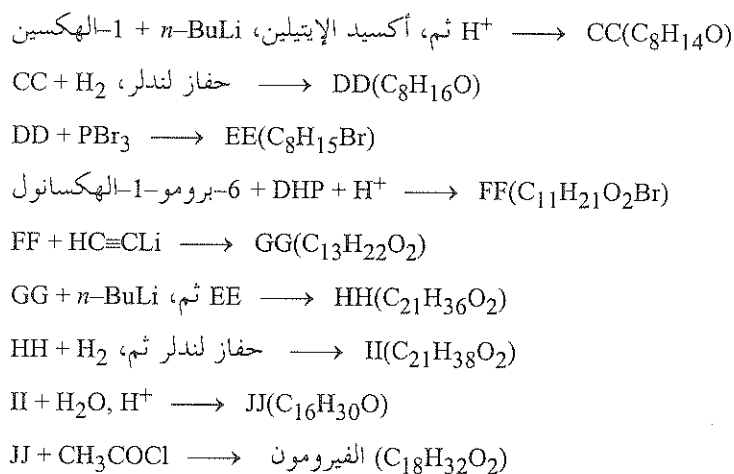 1–الهكسين + n–BuLi ثم، أكسيد الإيتيلين، H⁺ ⟶ CC(C₈H₁₄O)
CC + H₂ حفاز لندلر، ⟶ DD(C₈H₁₆O)
DD + PBr₃ ⟶ EE(C₈H₁₅Br)
6–برومو–1–الهكسانول + DHP + H⁺ ⟶ FF(C₁₁H₂₁O₂Br)
FF + HC≡CLi ⟶ GG(C₁₃H₂₂O₂)
GG + n–BuLi ثم، EE ⟶ HH(C₂₁H₃₆O₂)
HH + H₂، حفاز لندلر ثم ⟶ II(C₂₁H₃₈O₂)
II + H₂O, H⁺ ⟶ JJ(C₁₆H₃₀O)
JJ + CH₃COCl ⟶ الفيرومون (C₁₈H₃₂O₂)